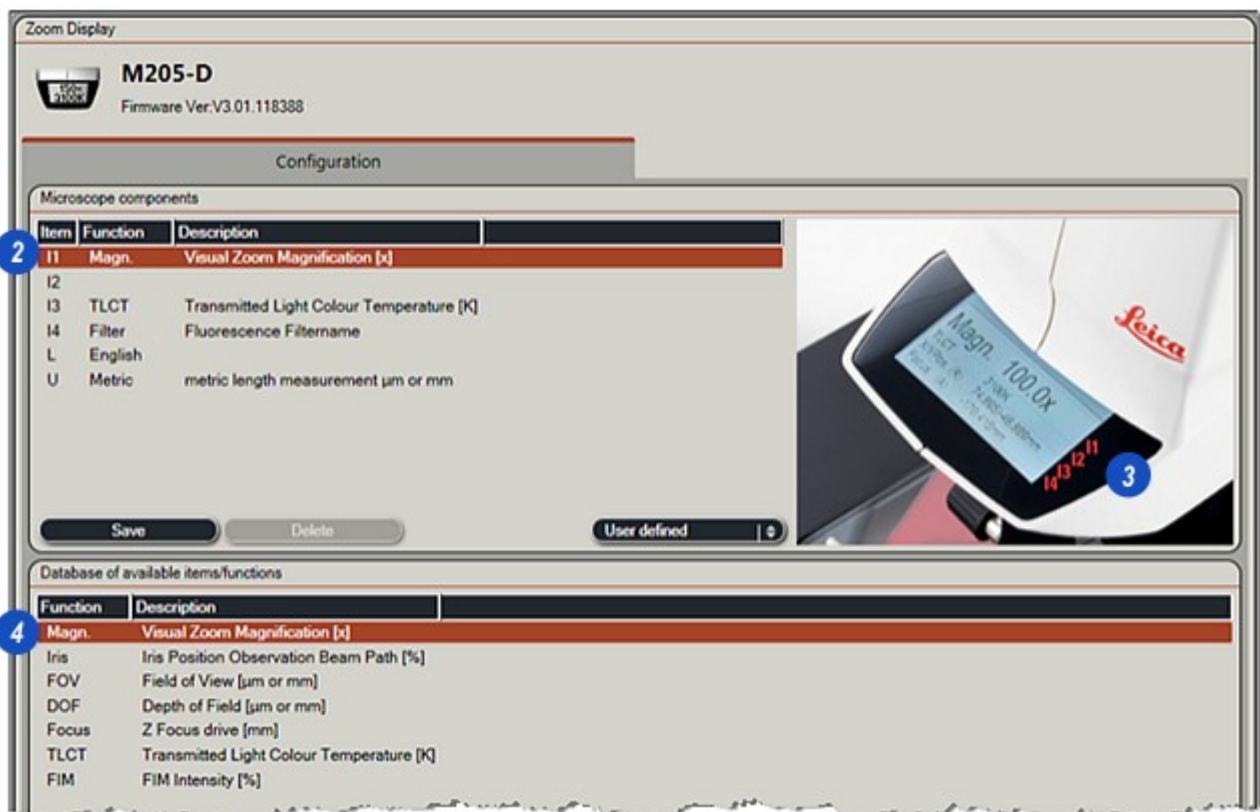 Zoom Display
150x
3100K
M205-D
Firmware Ver:V3.01.118388
Configuration
Microscope components
Item Function Description
2
I1 Magn. Visual Zoom Magnification [x]
I2
I3 TLCT Transmitted Light Colour Temperature [K]
I4 Filter Fluorescence Filtername
L English
U Metric metric length measurement µm or mm
Save Delete User defined
Leica
Magn. 100.0x
TLCT 3100K
Focus (A)
I1
I2
I3
I4
3
Database of available items/functions
Function Description
4
Magn. Visual Zoom Magnification [x]
Iris Iris Position Observation Beam Path [%]
FOV Field of View [µm or mm]
DOF Depth of Field [µm or mm]
Focus Z Focus drive [mm]
TLCT Transmitted Light Colour Temperature [K]
FIM FIM Intensity [%]